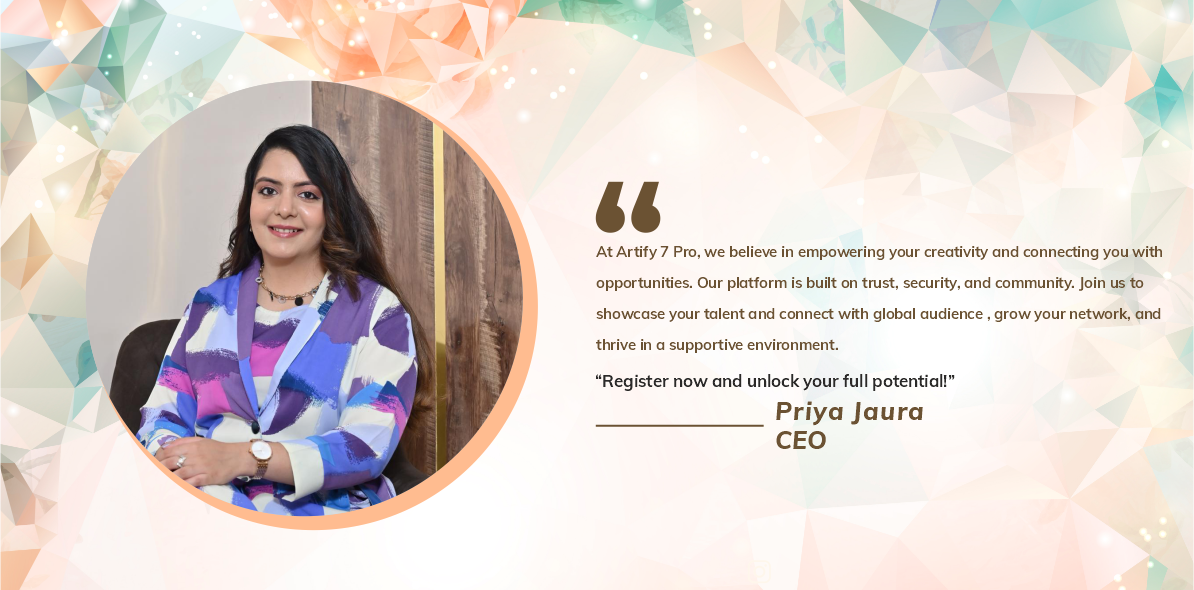 “
At Artify 7 Pro, we believe in empowering your creativity and connecting you with
opportunities. Our platform is built on trust, security, and community. Join us to
showcase your talent and connect with global audience , grow your network, and
thrive in a supportive environment.
“Register now and unlock your full potential!”
Priya Jaura
CEO